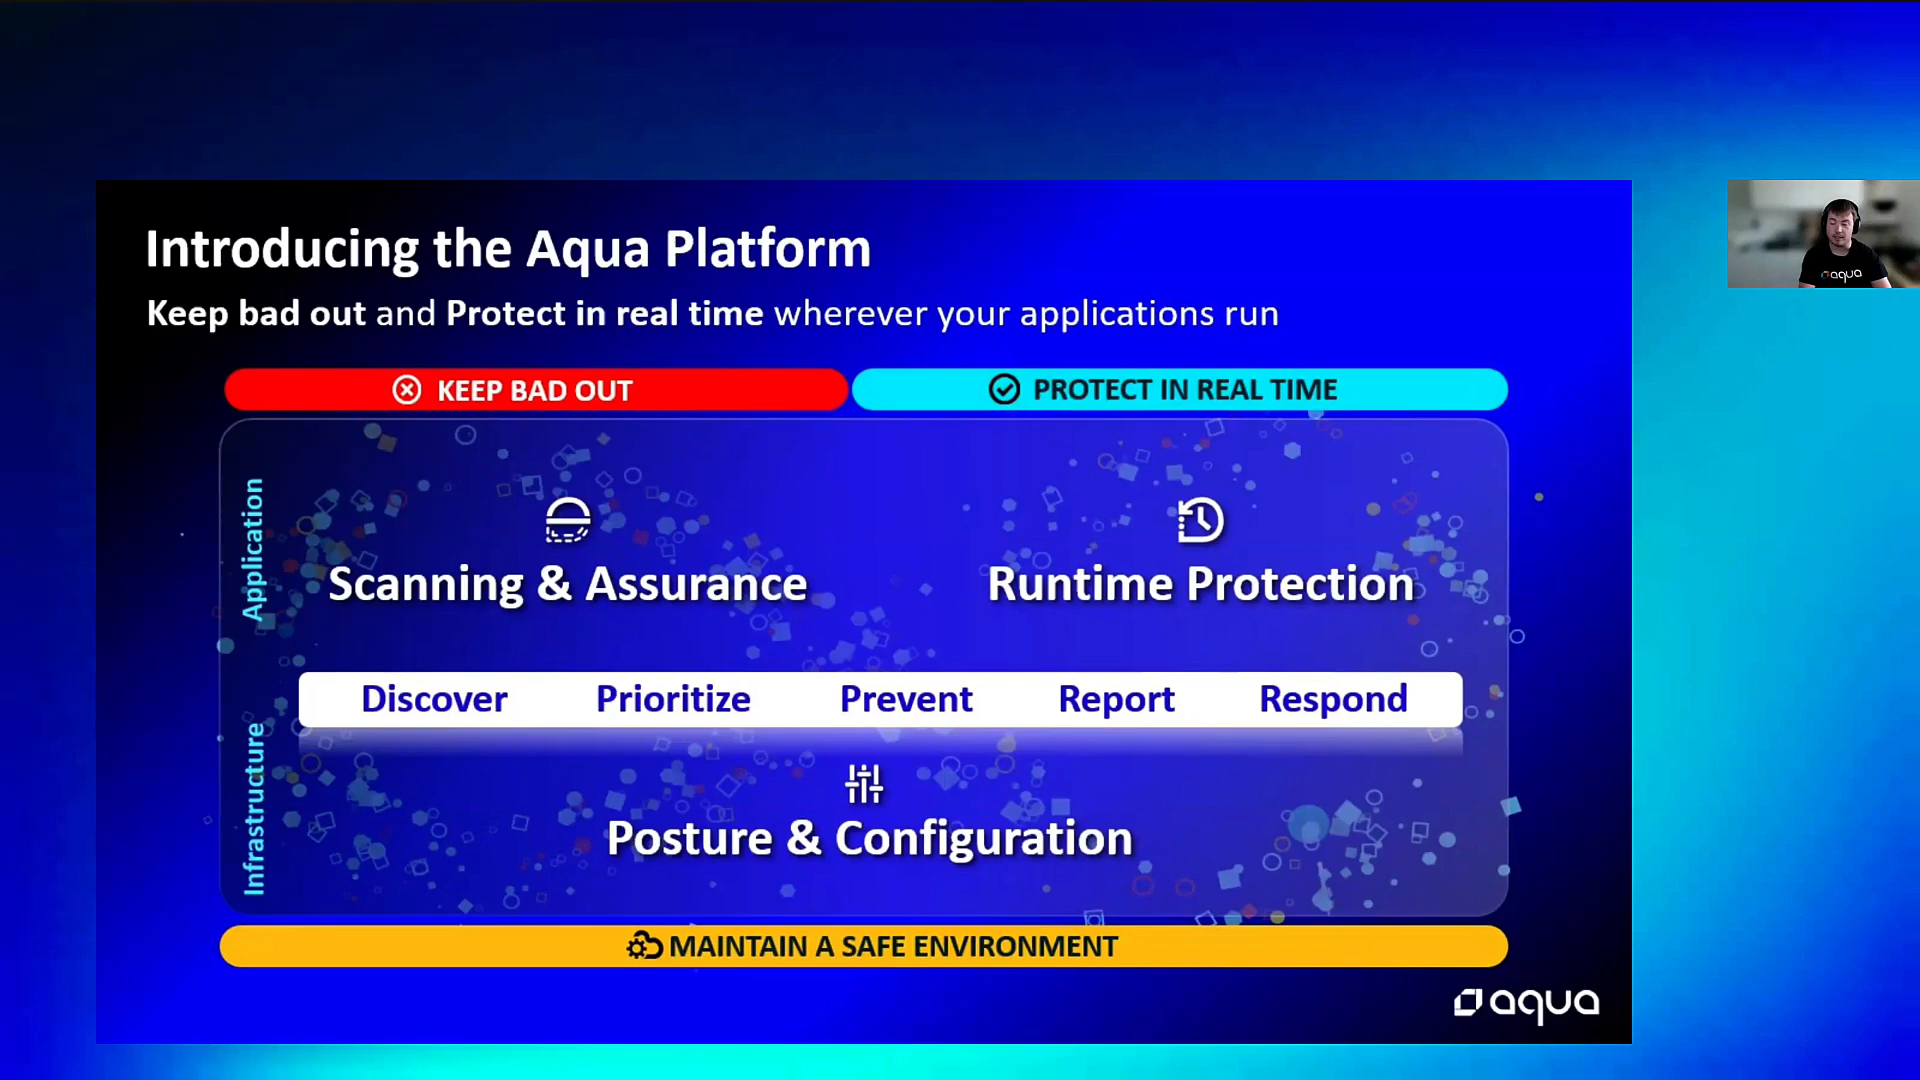 Introducing the Aqua Platform
Keep bad out and Protect in real time wherever your applications run
KEEP BAD OUT
PROTECT IN REAL TIME
Application
Scanning & Assurance
Runtime Protection
Discover Prioritize Prevent Report Respond
Infrastructure
Posture & Configuration
MAINTAIN A SAFE ENVIRONMENT
aqua
aqua